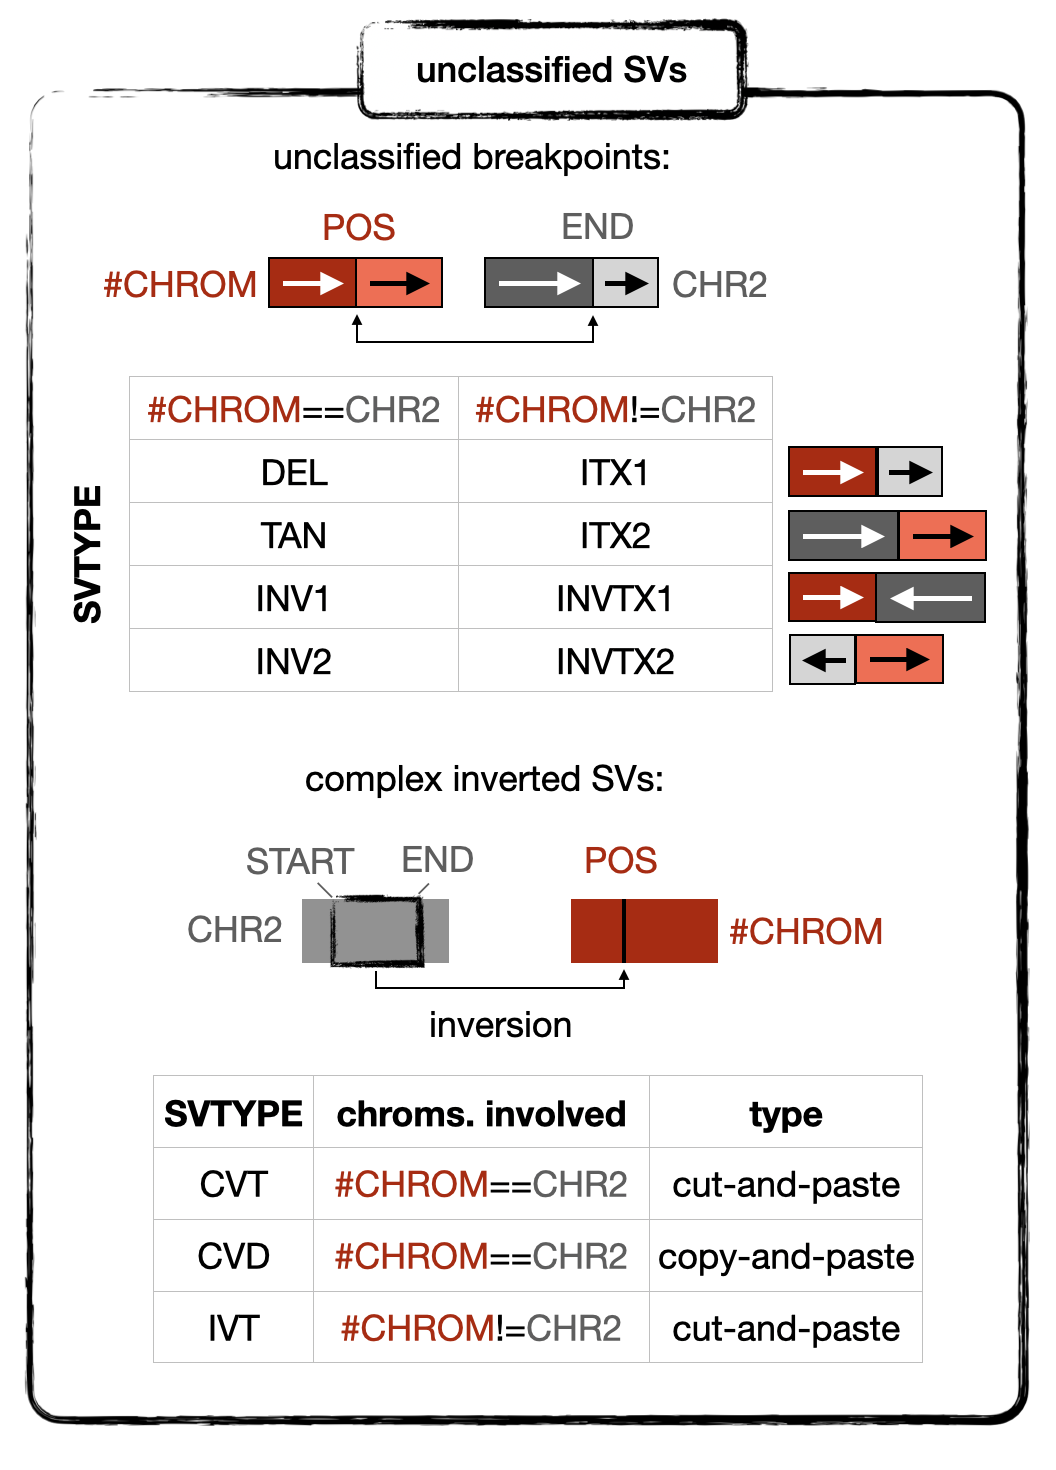 unclassified SVs
unclassified breakpoints:
POS END
#CHROM CHR2
#CHROM==CHR2 #CHROM!=CHR2
SVTYPE
DEL ITX1
TAN ITX2
INV1 INVTX1
INV2 INVTX2
complex inverted SVs:
START END POS
CHR2 #CHROM
inversion
SVTYPE chroms. involved type
CVT #CHROM==CHR2 cut-and-paste
CVD #CHROM==CHR2 copy-and-paste
IVT #CHROM!=CHR2 cut-and-paste